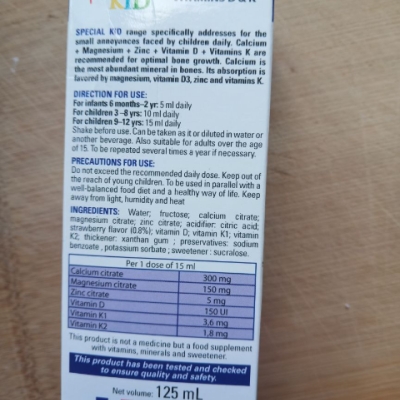 KID
SPECIAL K/D range specifically addresses for the
small annoyances faced by children daily. Calcium
+ Magnesium + Zinc + Vitamin D + Vitamins K are
recommended for optimal bone growth. Calcium is
the most abundant mineral in bones. Its absorption is
favored by magnesium, vitamin D3, zinc and vitamins K.
DIRECTION FOR USE:
For infants 6 months-2 yr: 5 ml daily
For children 3-8 yrs: 10 ml daily
For children 9-12 yrs: 15 ml daily
Shake before use. Can be taken as it or diluted in water or
another beverage. Also suitable for adults over the age
of 15. To be repeated several times a year if necessary.
PRECAUTIONS FOR USE:
Do not exceed the recommended daily dose. Keep out of
the reach of young children. To be used in parallel with a
well-balanced food diet and a healthy way of life. Keep
away from light, humidity and heat
INGREDIENTS: Water; fructose; calcium citrate;
magnesium citrate; zinc citrate; acidifier: citric acid;
strawberry flavor (0.8%); vitamin D; vitamin K1; vitamin
K2; thickener: xanthan gum ; preservatives: sodium
benzoate , potassium sorbate ; sweetener : sucralose.
Per 1 dose of 15 ml
Calcium citrate 300 mg
Magnesium citrate 150 mg
Zinc citrate 5 mg
Vitamin D 150 UI
Vitamin K1 3,6 mg
Vitamin K2 1,8 mg
This product is not a medicine but a food supplement
with vitamins, minerals and sweetener.
This product has been tested and checked
to ensure quality and safety.
Net volume: 125 mL